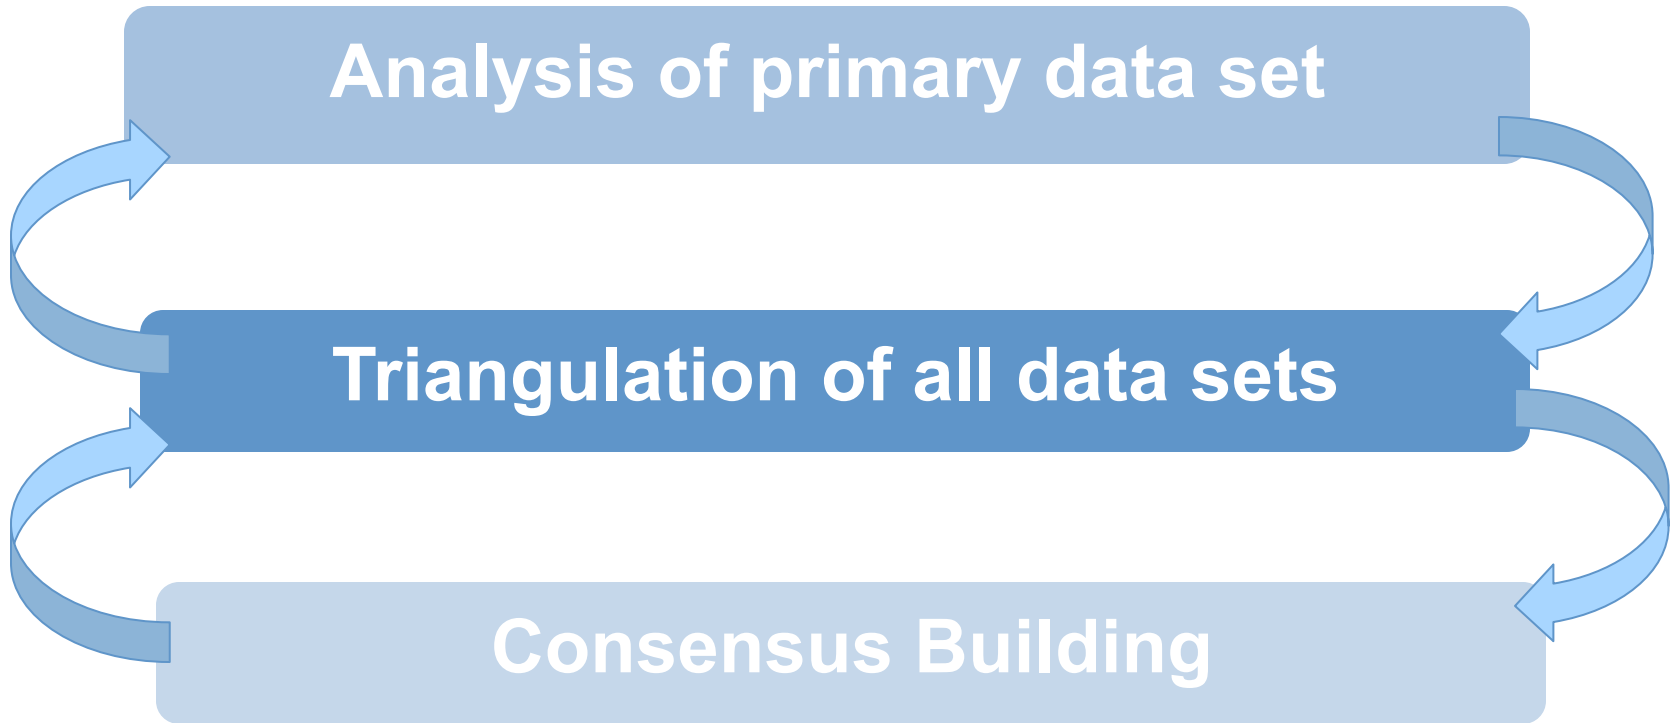 Analysis of primary data set
Triangulation of all data sets
Consensus Building